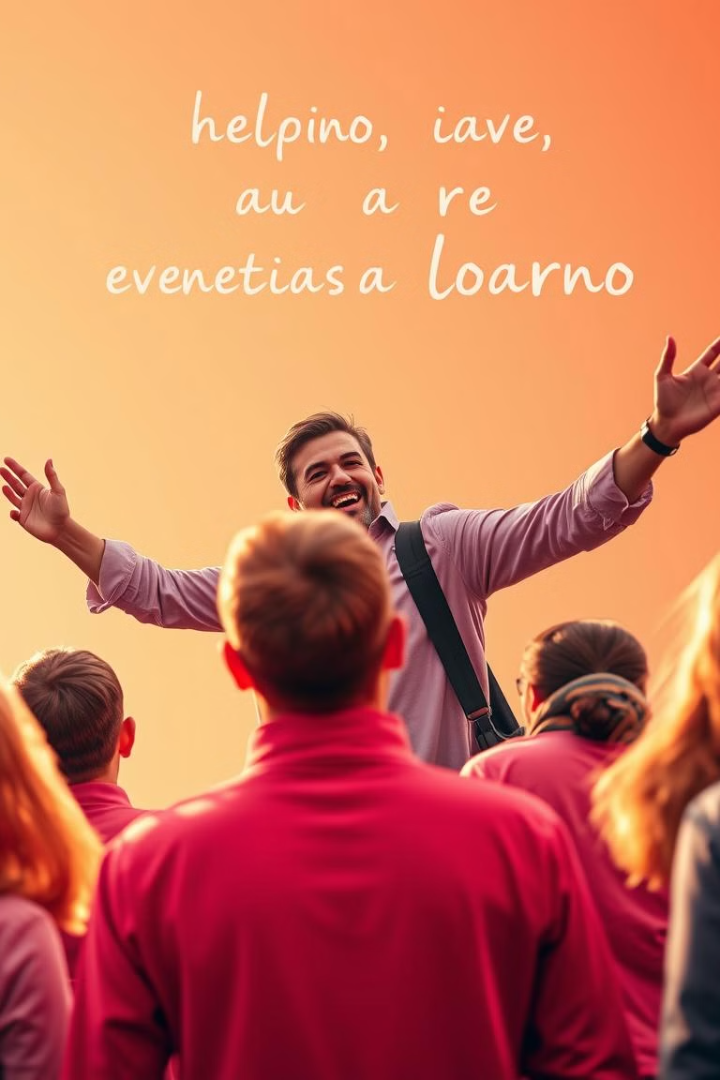 helpino, iave,
au a re
evenetias a loarno